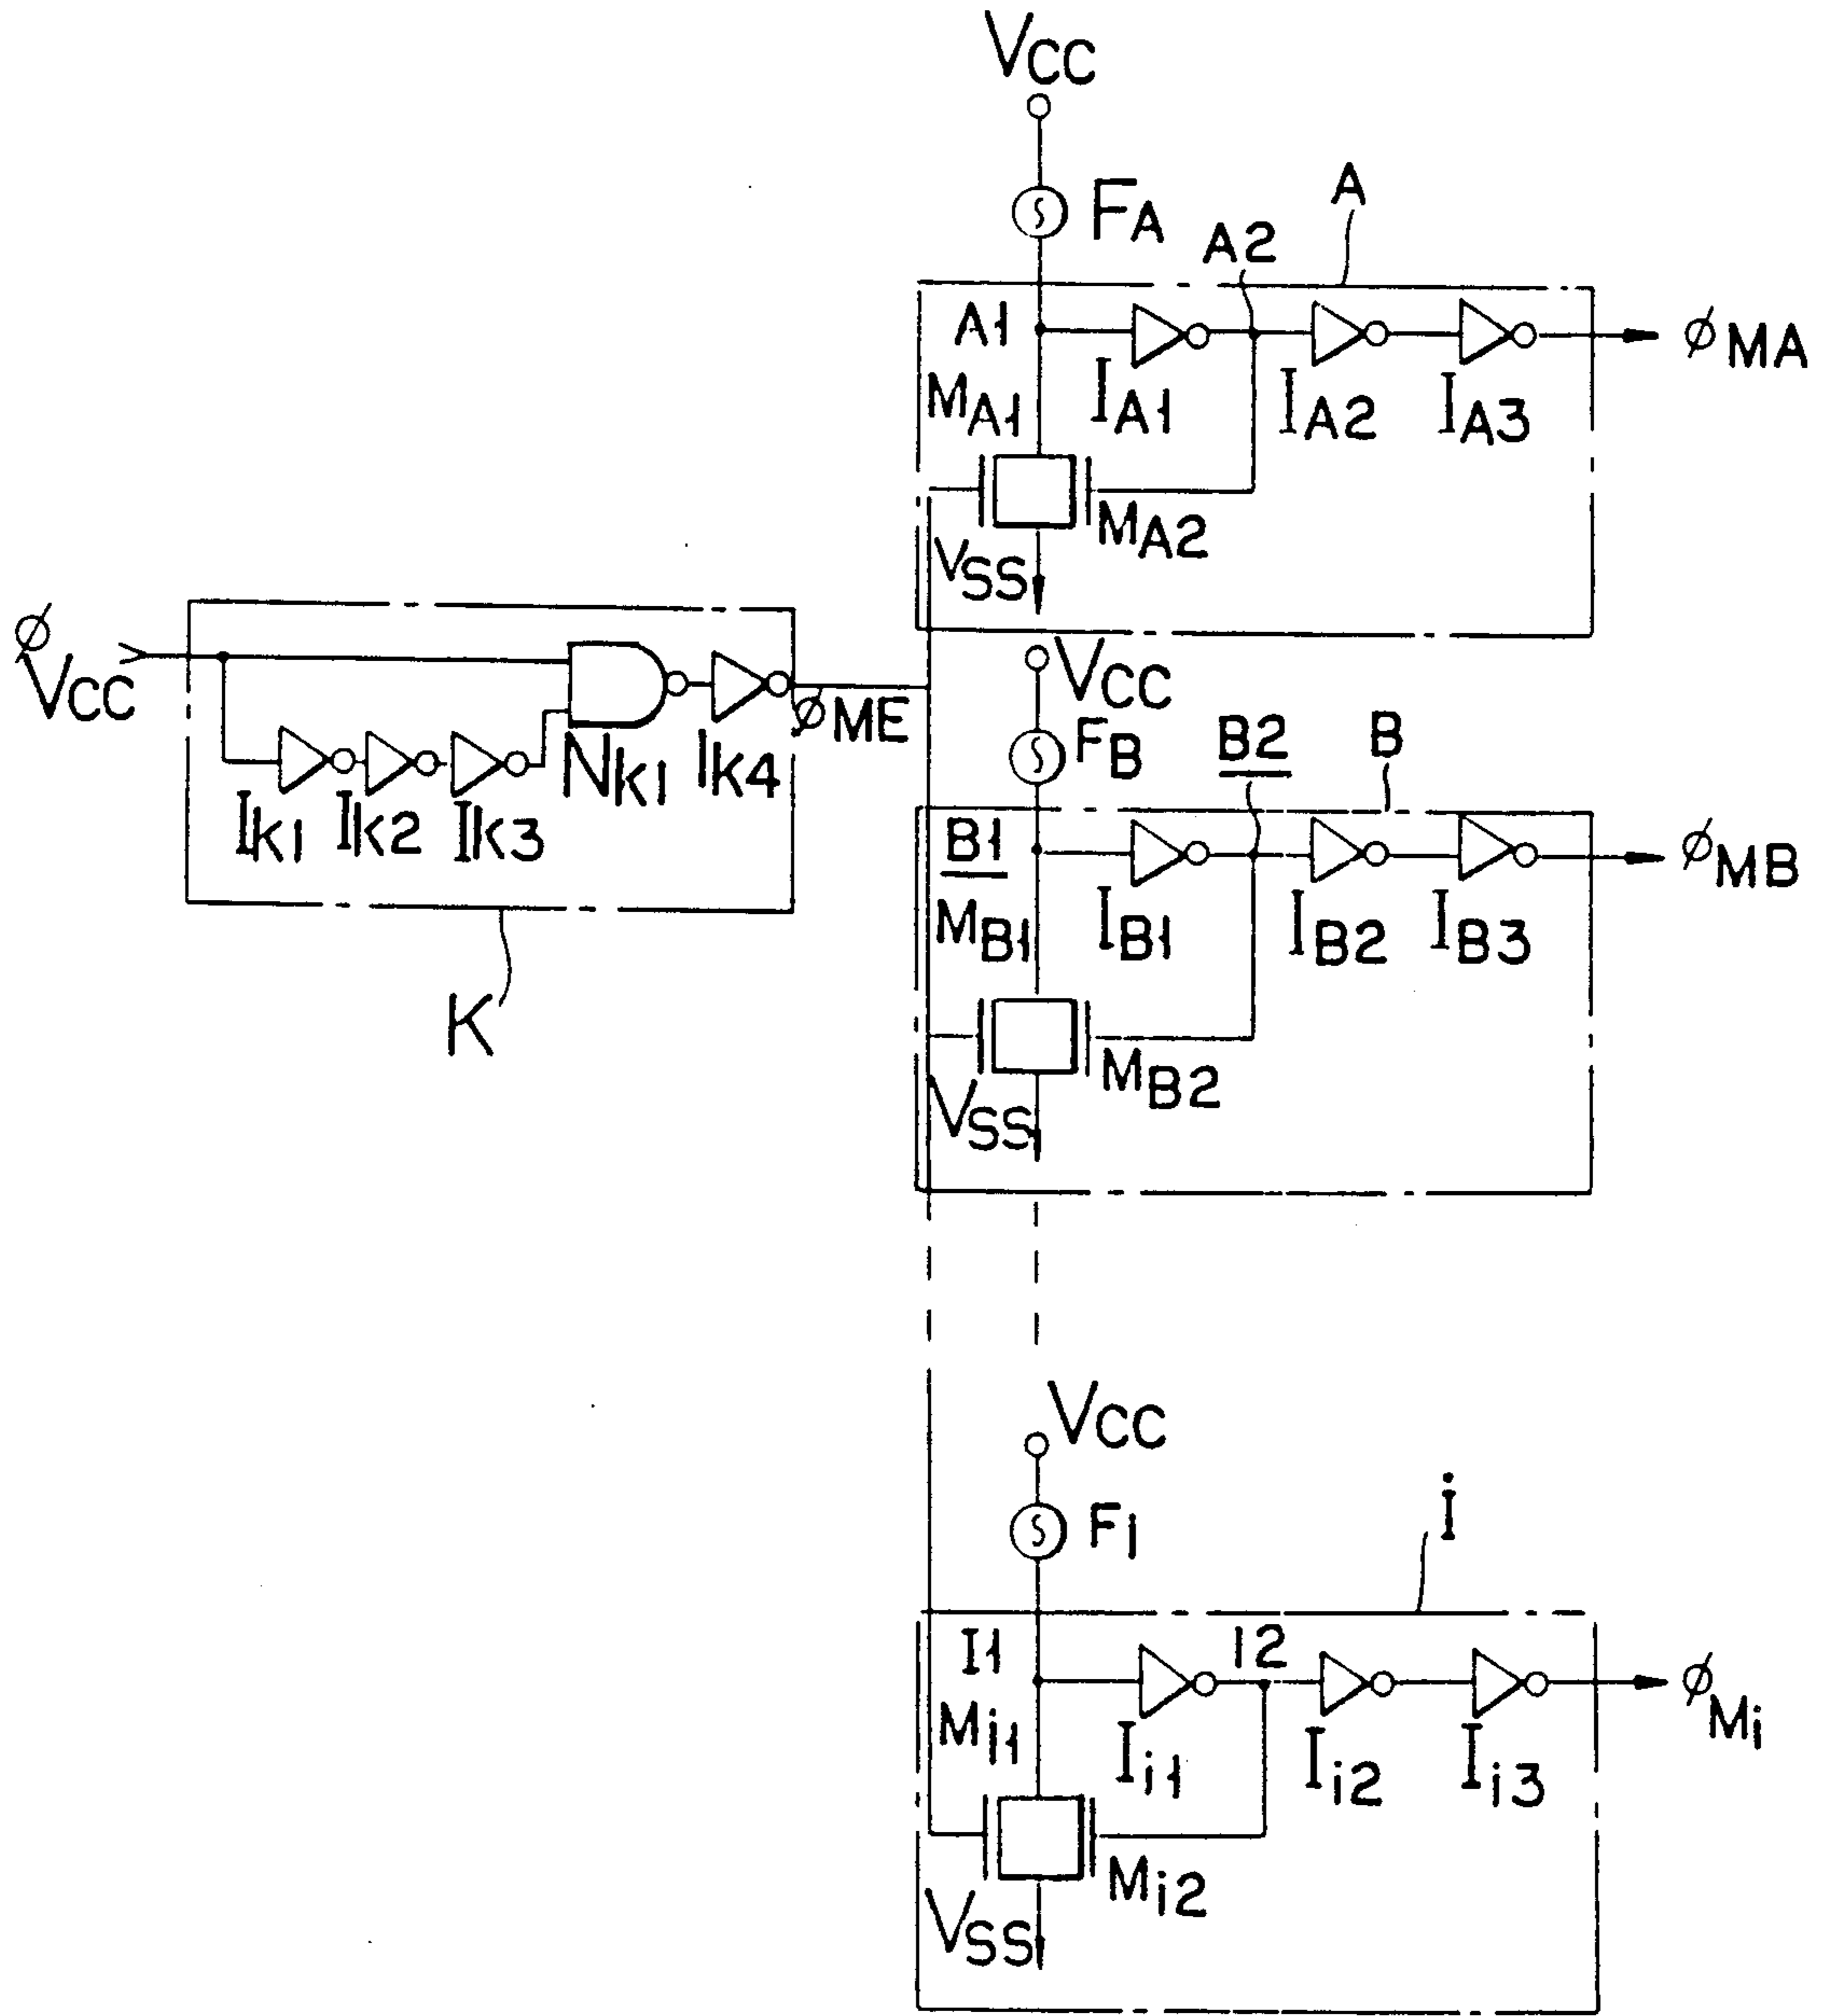 VCC
FA
A
A2
A1
MA1
IA1
IA2
IA3
ϕMA
MA2
VSS
ϕVCC
Ik1
Ik2
Ik3
Nk1
Ik4
ϕME
K
VCC
FB
B2
B
B1
MB1
IB1
IB2
IB3
ϕMB
MB2
VSS
VCC
Fi
i
I1
Mi1
Ii1
I2
Ii2
Ii3
ϕMi
Mi2
VSS